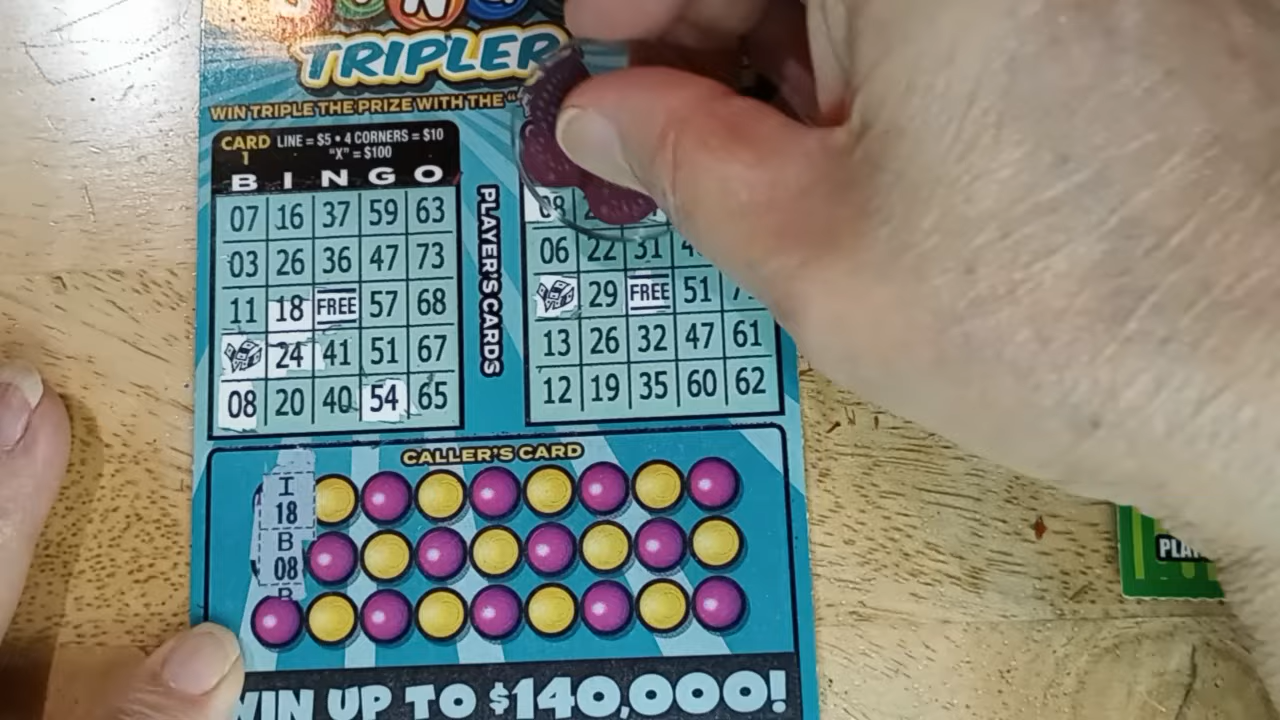 TRIPLER
WIN TRIPLE THE PRIZE WITH THE "
CARD 1
LINE = $5 • 4 CORNERS = $10
"X" = $100
B I N G O
07 16 37 59 63
03 26 36 47 73
11 18 FREE 57 68
24 41 51 67
08 20 40 54 65
PLAYER'S CARDS
08
06 22 31
29 FREE 51
13 26 32 47 61
12 19 35 60 62
CALLER'S CARD
I
18
B
08
B
WIN UP TO $140,000!